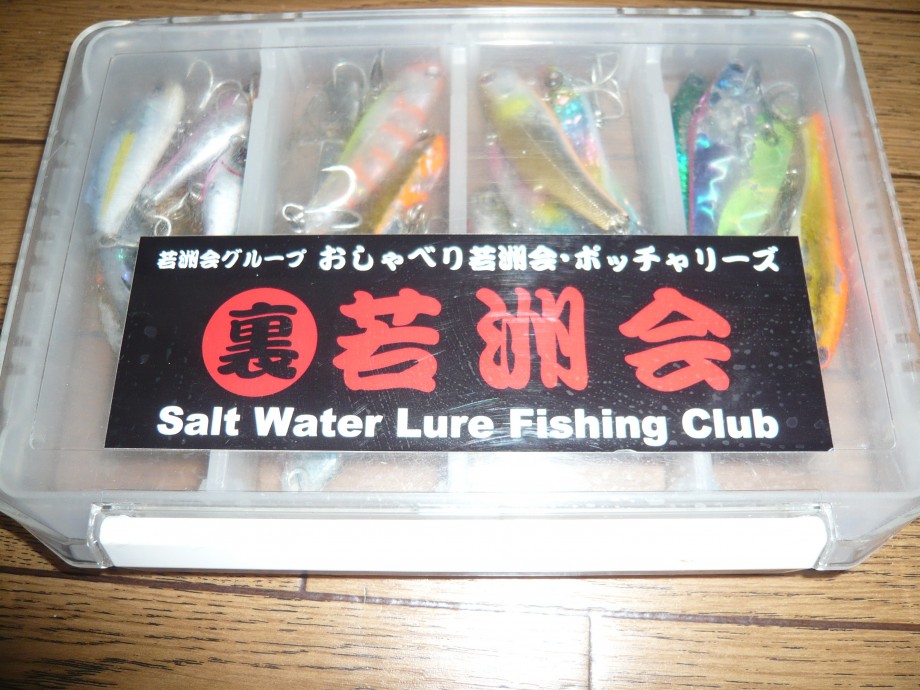 若洲会グループ おしゃべり若洲会・ポッチャリーズ
裏 若洲会
Salt Water Lure Fishing Club